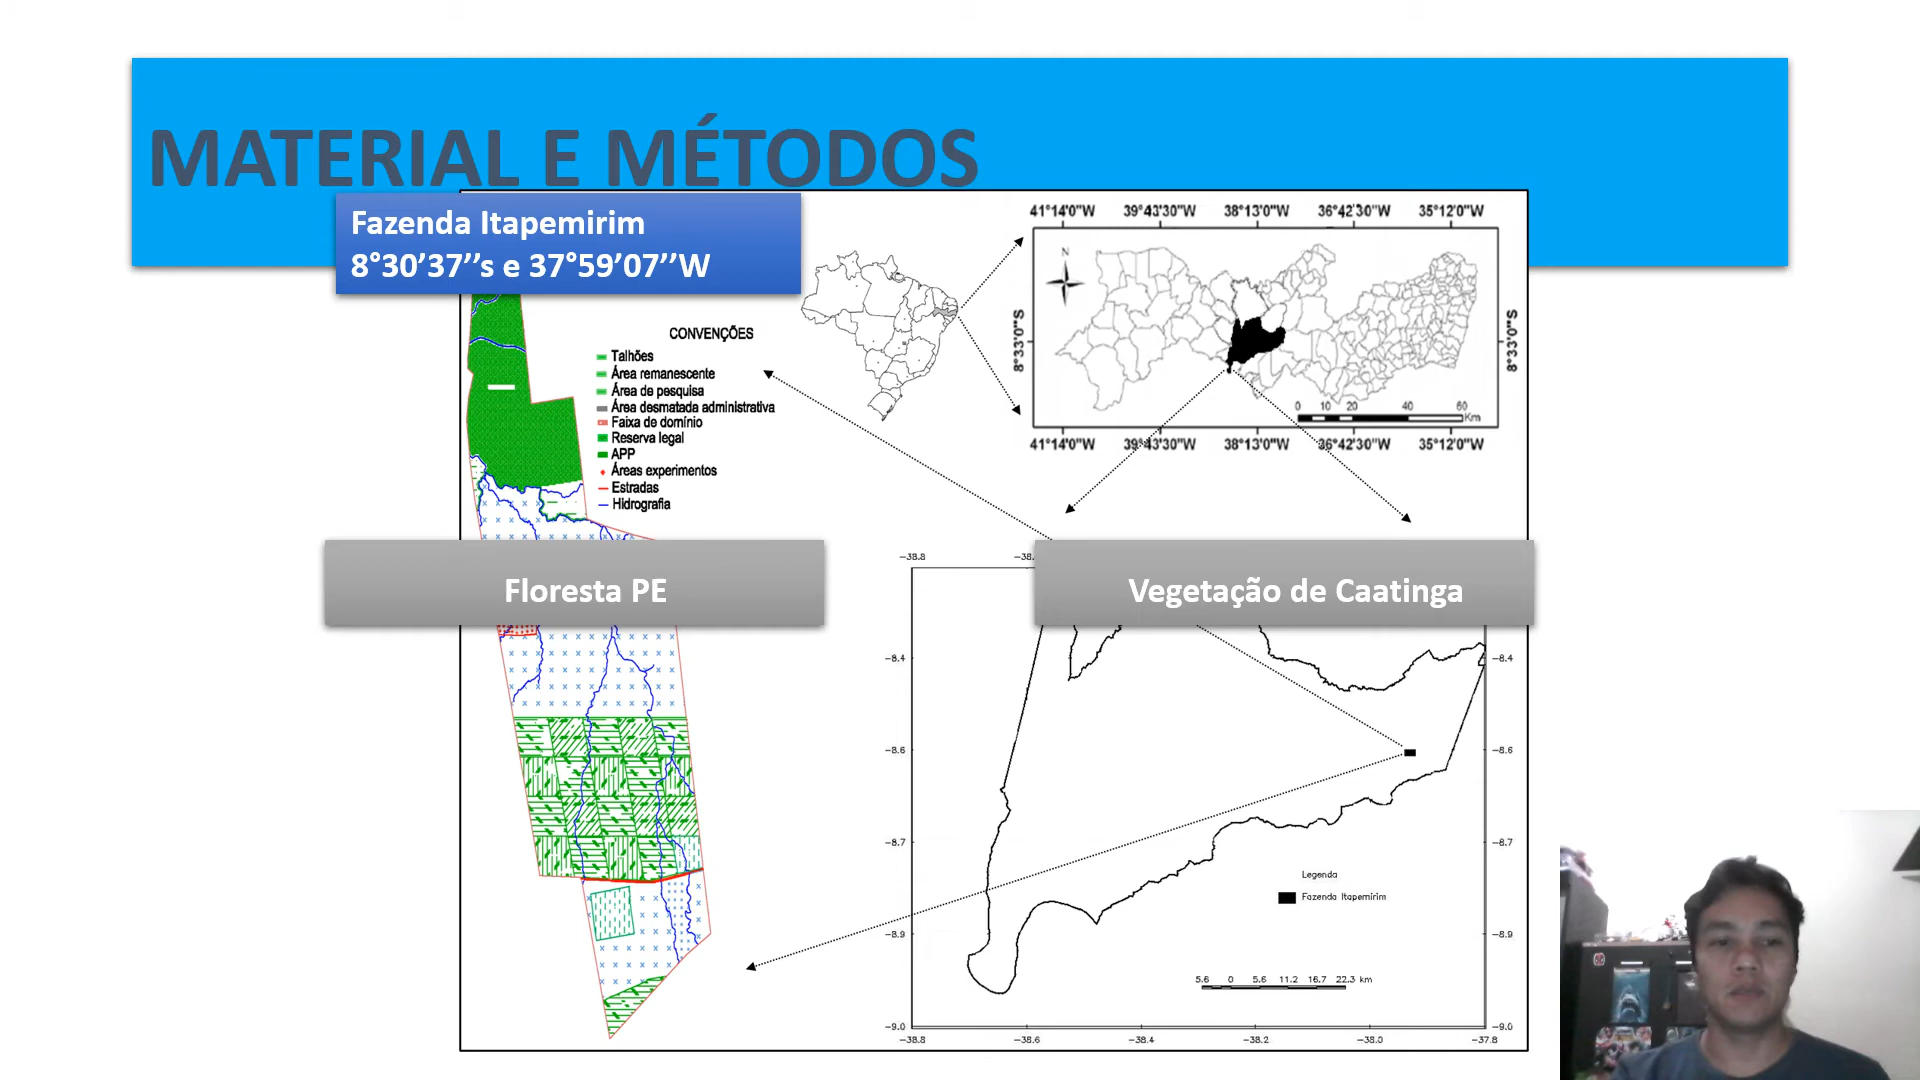 MATERIAL E MÉTODOS
Fazenda Itapemirim
8°30’37’’s e 37°59’07’’W
41°14'0"W 39°43'30"W 38°13'0"W 36°42'30"W 35°12'0"W
N
8°33'0"S
8°33'0"S
0 10 20 40 60
Km
41°14'0"W 39°43'30"W 38°13'0"W 36°42'30"W 35°12'0"W
CONVENÇÕES
Talhões
Área remanescente
Área de pesquisa
Área desmatada administrativa
Faixa de domínio
Reserva legal
APP
Áreas experimentos
Estradas
Hidrografia
Floresta PE
Vegetação de Caatinga
-38.8
-8.4 -8.4
-8.6 -8.6
-8.7 -8.7
Legenda
Fazenda Itapemirim
-8.9 -8.9
5.6 0 5.6 11.2 16.7 22.3 km
-9.0 -9.0
-38.8 -38.6 -38.4 -38.2 -38.0 -37.8